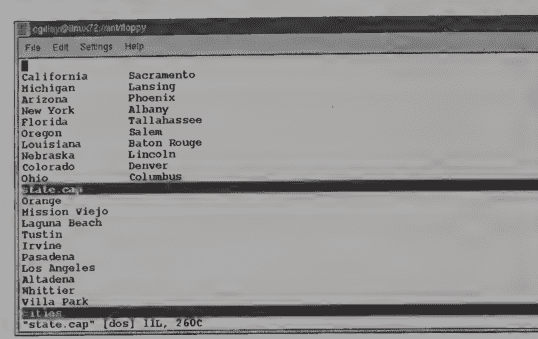 File Edit Settings Help
California Sacramento
Michigan Lansing
Arizona Phoenix
New York Albany
Florida Tallahassee
Oregon Salem
Louisiana Baton Rouge
Nebraska Lincoln
Colorado Denver
Ohio Columbus
state.cap
Orange
Mission Viejo
Laguna Beach
Tustin
Irvine
Pasadena
Los Angeles
Altadena
Whittier
Villa Park
cities
"state.cap" [dos] 11L, 260C